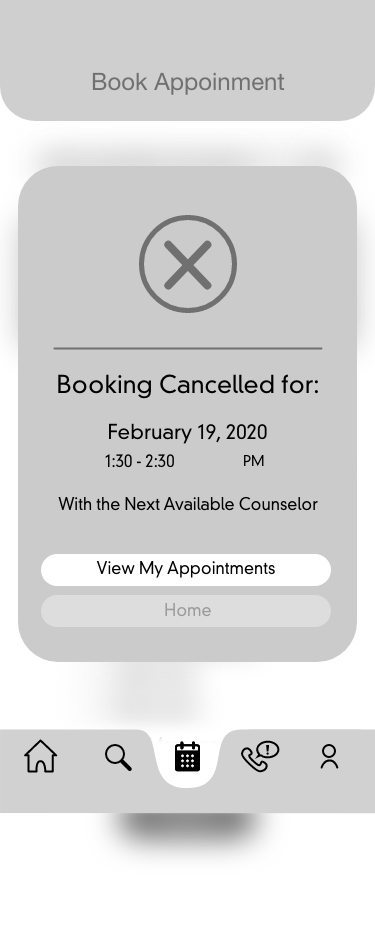 Book Appoinment
Booking Cancelled for:
February 19, 2020
1:30 - 2:30 PM
With the Next Available Counselor
View My Appointments
Home